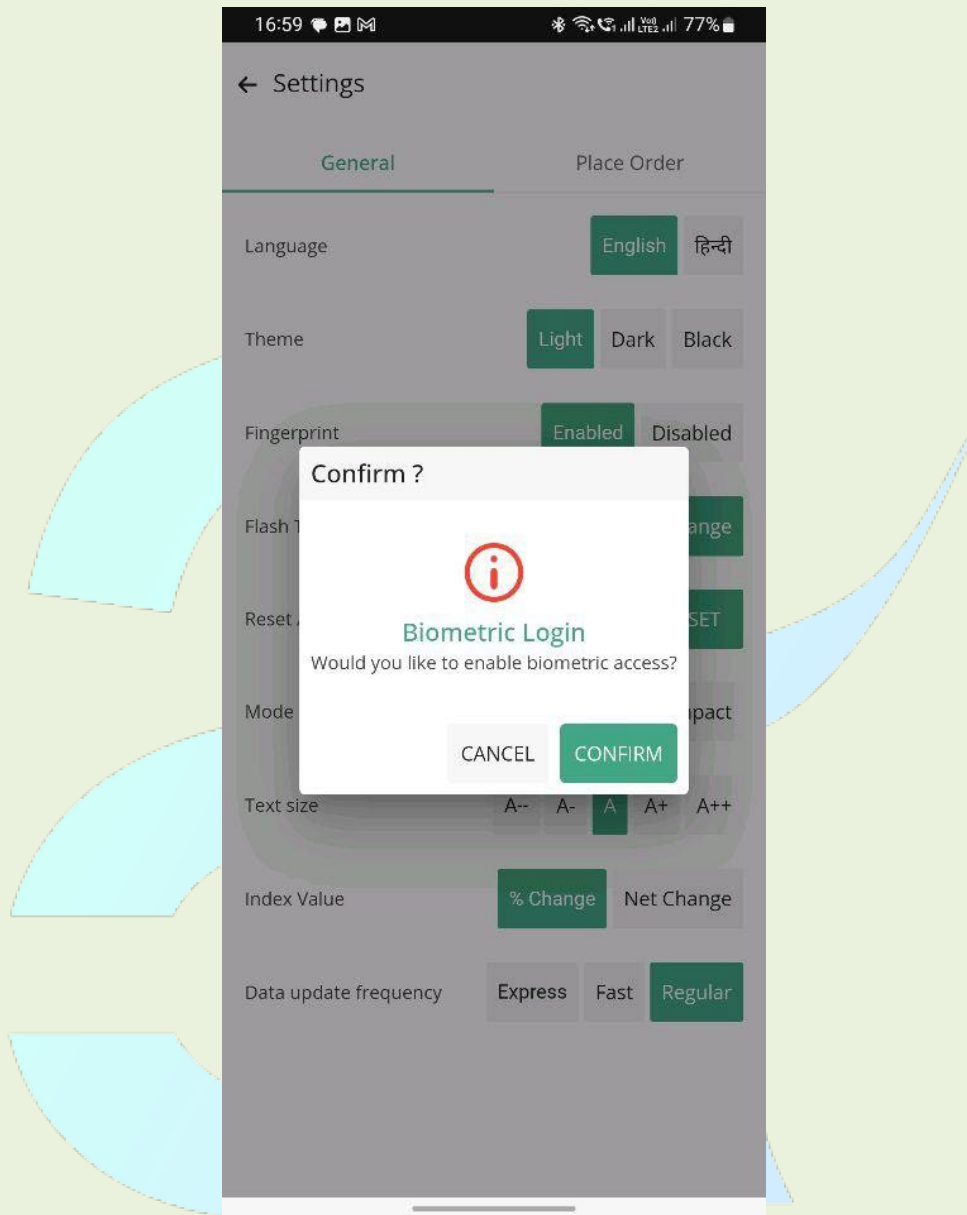 16:59 Vo) LTE2 77%
Settings
General Place Order
Language English हिन्दी
Theme Light Dark Black
Fingerprint Enabled Disabled
Confirm ?
Flash ange
Biometric Login
Reset SET
Would you like to enable biometric access?
Mode pact
CANCEL CONFIRM
Text size A-- A- A A+ A++
Index Value % Change Net Change
Data update frequency Express Fast Regular